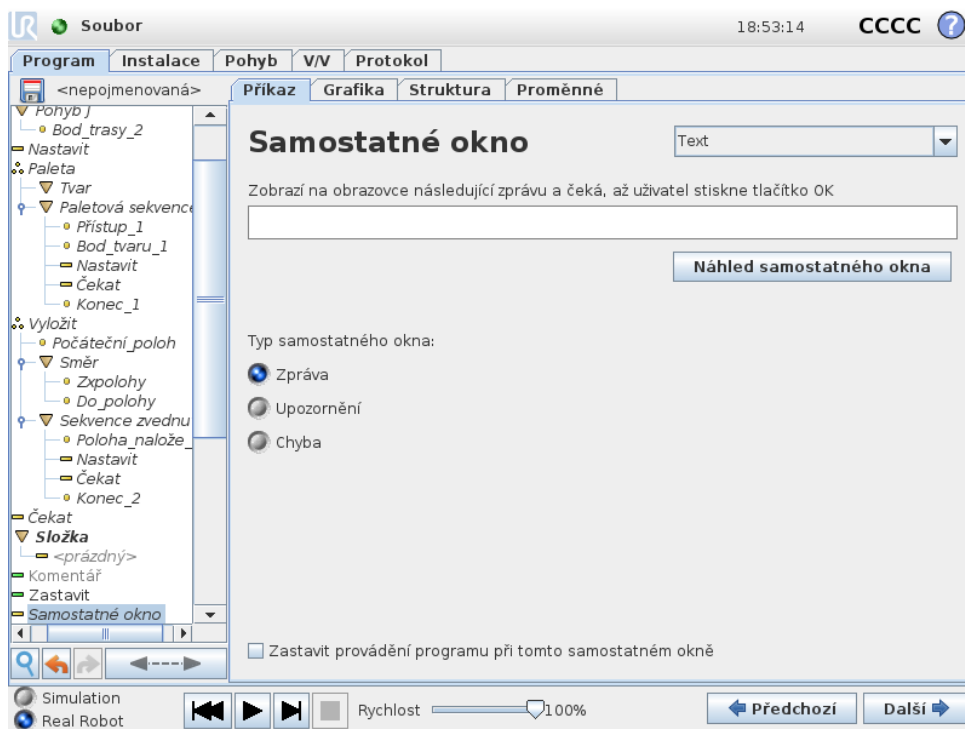 UR Soubor 18:53:14 CCCC ?
Program Instalace Pohyb V/V Protokol
<nepojmenovaná> Příkaz Grafika Struktura Proměnné
Pohyb J
Bod_trasy_2
Nastavit
Paleta
Tvar
Paletová sekvence
Přístup_1
Bod_tvaru_1
Nastavit
Čekat
Konec_1
Vyložit
Počáteční_poloh
Směr
Zxpolohy
Do_polohy
Sekvence zvednu
Poloha_nalože_
Nastavit
Čekat
Konec_2
Čekat
Složka
<prázdný>
Komentář
Zastavit
Samostatné okno
Samostatné okno Text
Zobrazí na obrazovce následující zprávu a čeká, až uživatel stiskne tlačítko OK
Náhled samostatného okna
Typ samostatného okna:
Zpráva
Upozornění
Chyba
Zastavit provádění programu při tomto samostatném okně
Simulation
Real Robot
Rychlost 100% Předchozí Další